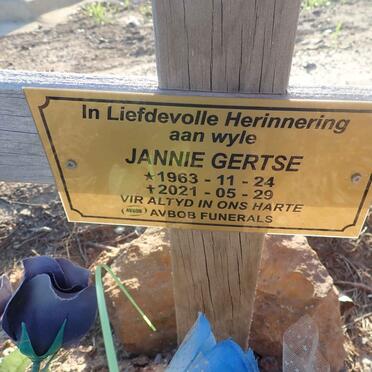 In Liefdevolle Herinnering
aan wyle
JANNIE GERTSE
★1963 - 11 - 24
✝2021 - 05 - 29
VIR ALTYD IN ONS HARTE
(AVBOB) AVBOB FUNERALS